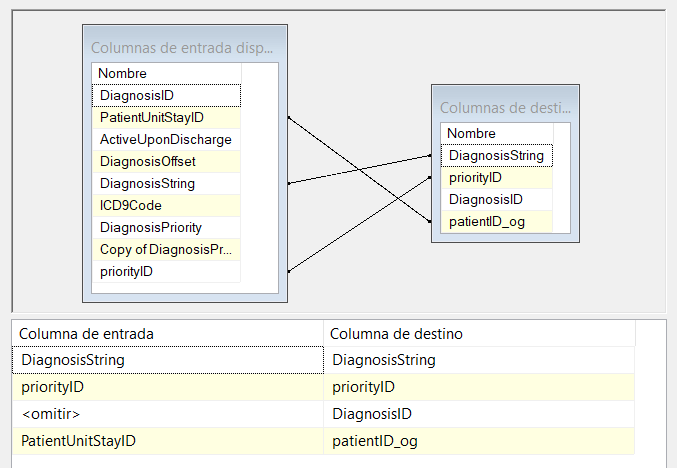 Columnas de entrada disp...
Nombre
DiagnosisID
PatientUnitStayID
ActiveUponDischarge
DiagnosisOffset
DiagnosisString
ICD9Code
DiagnosisPriority
Copy of DiagnosisPr...
priorityID
Columnas de desti...
Nombre
DiagnosisString
priorityID
DiagnosisID
patientID_og
Columna de entrada Columna de destino
DiagnosisString DiagnosisString
priorityID priorityID
<omitir> DiagnosisID
PatientUnitStayID patientID_og